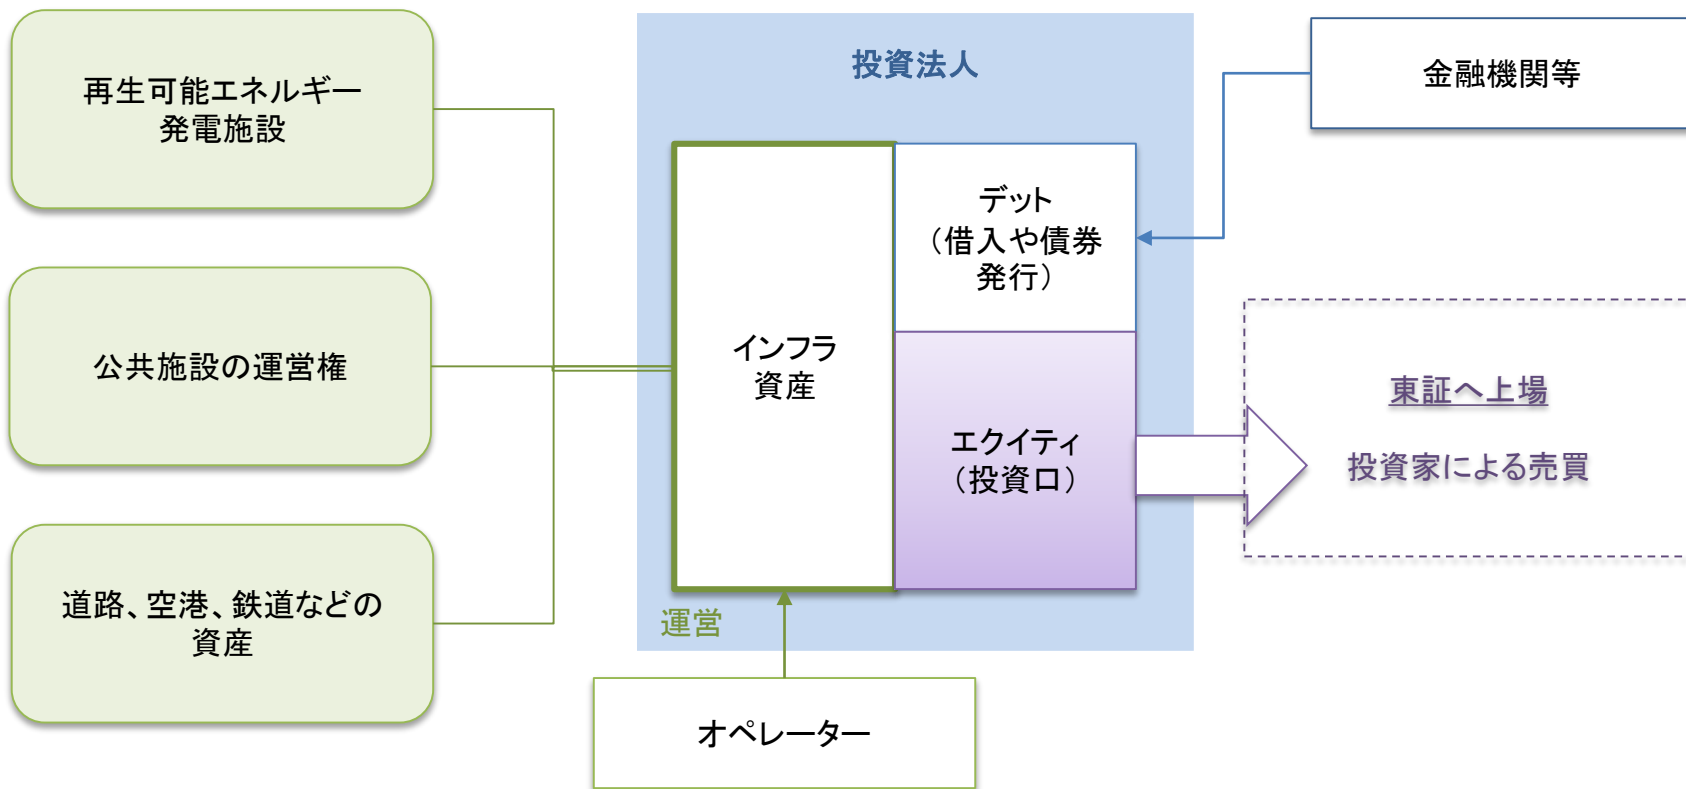 再生可能エネルギー
発電施設
公共施設の運営権
道路、空港、鉄道などの
資産
投資法人
インフラ
資産
デット
（借入や債券
発行）
エクイティ
（投資口）
運営
オペレーター
金融機関等
東証へ上場
投資家による売買